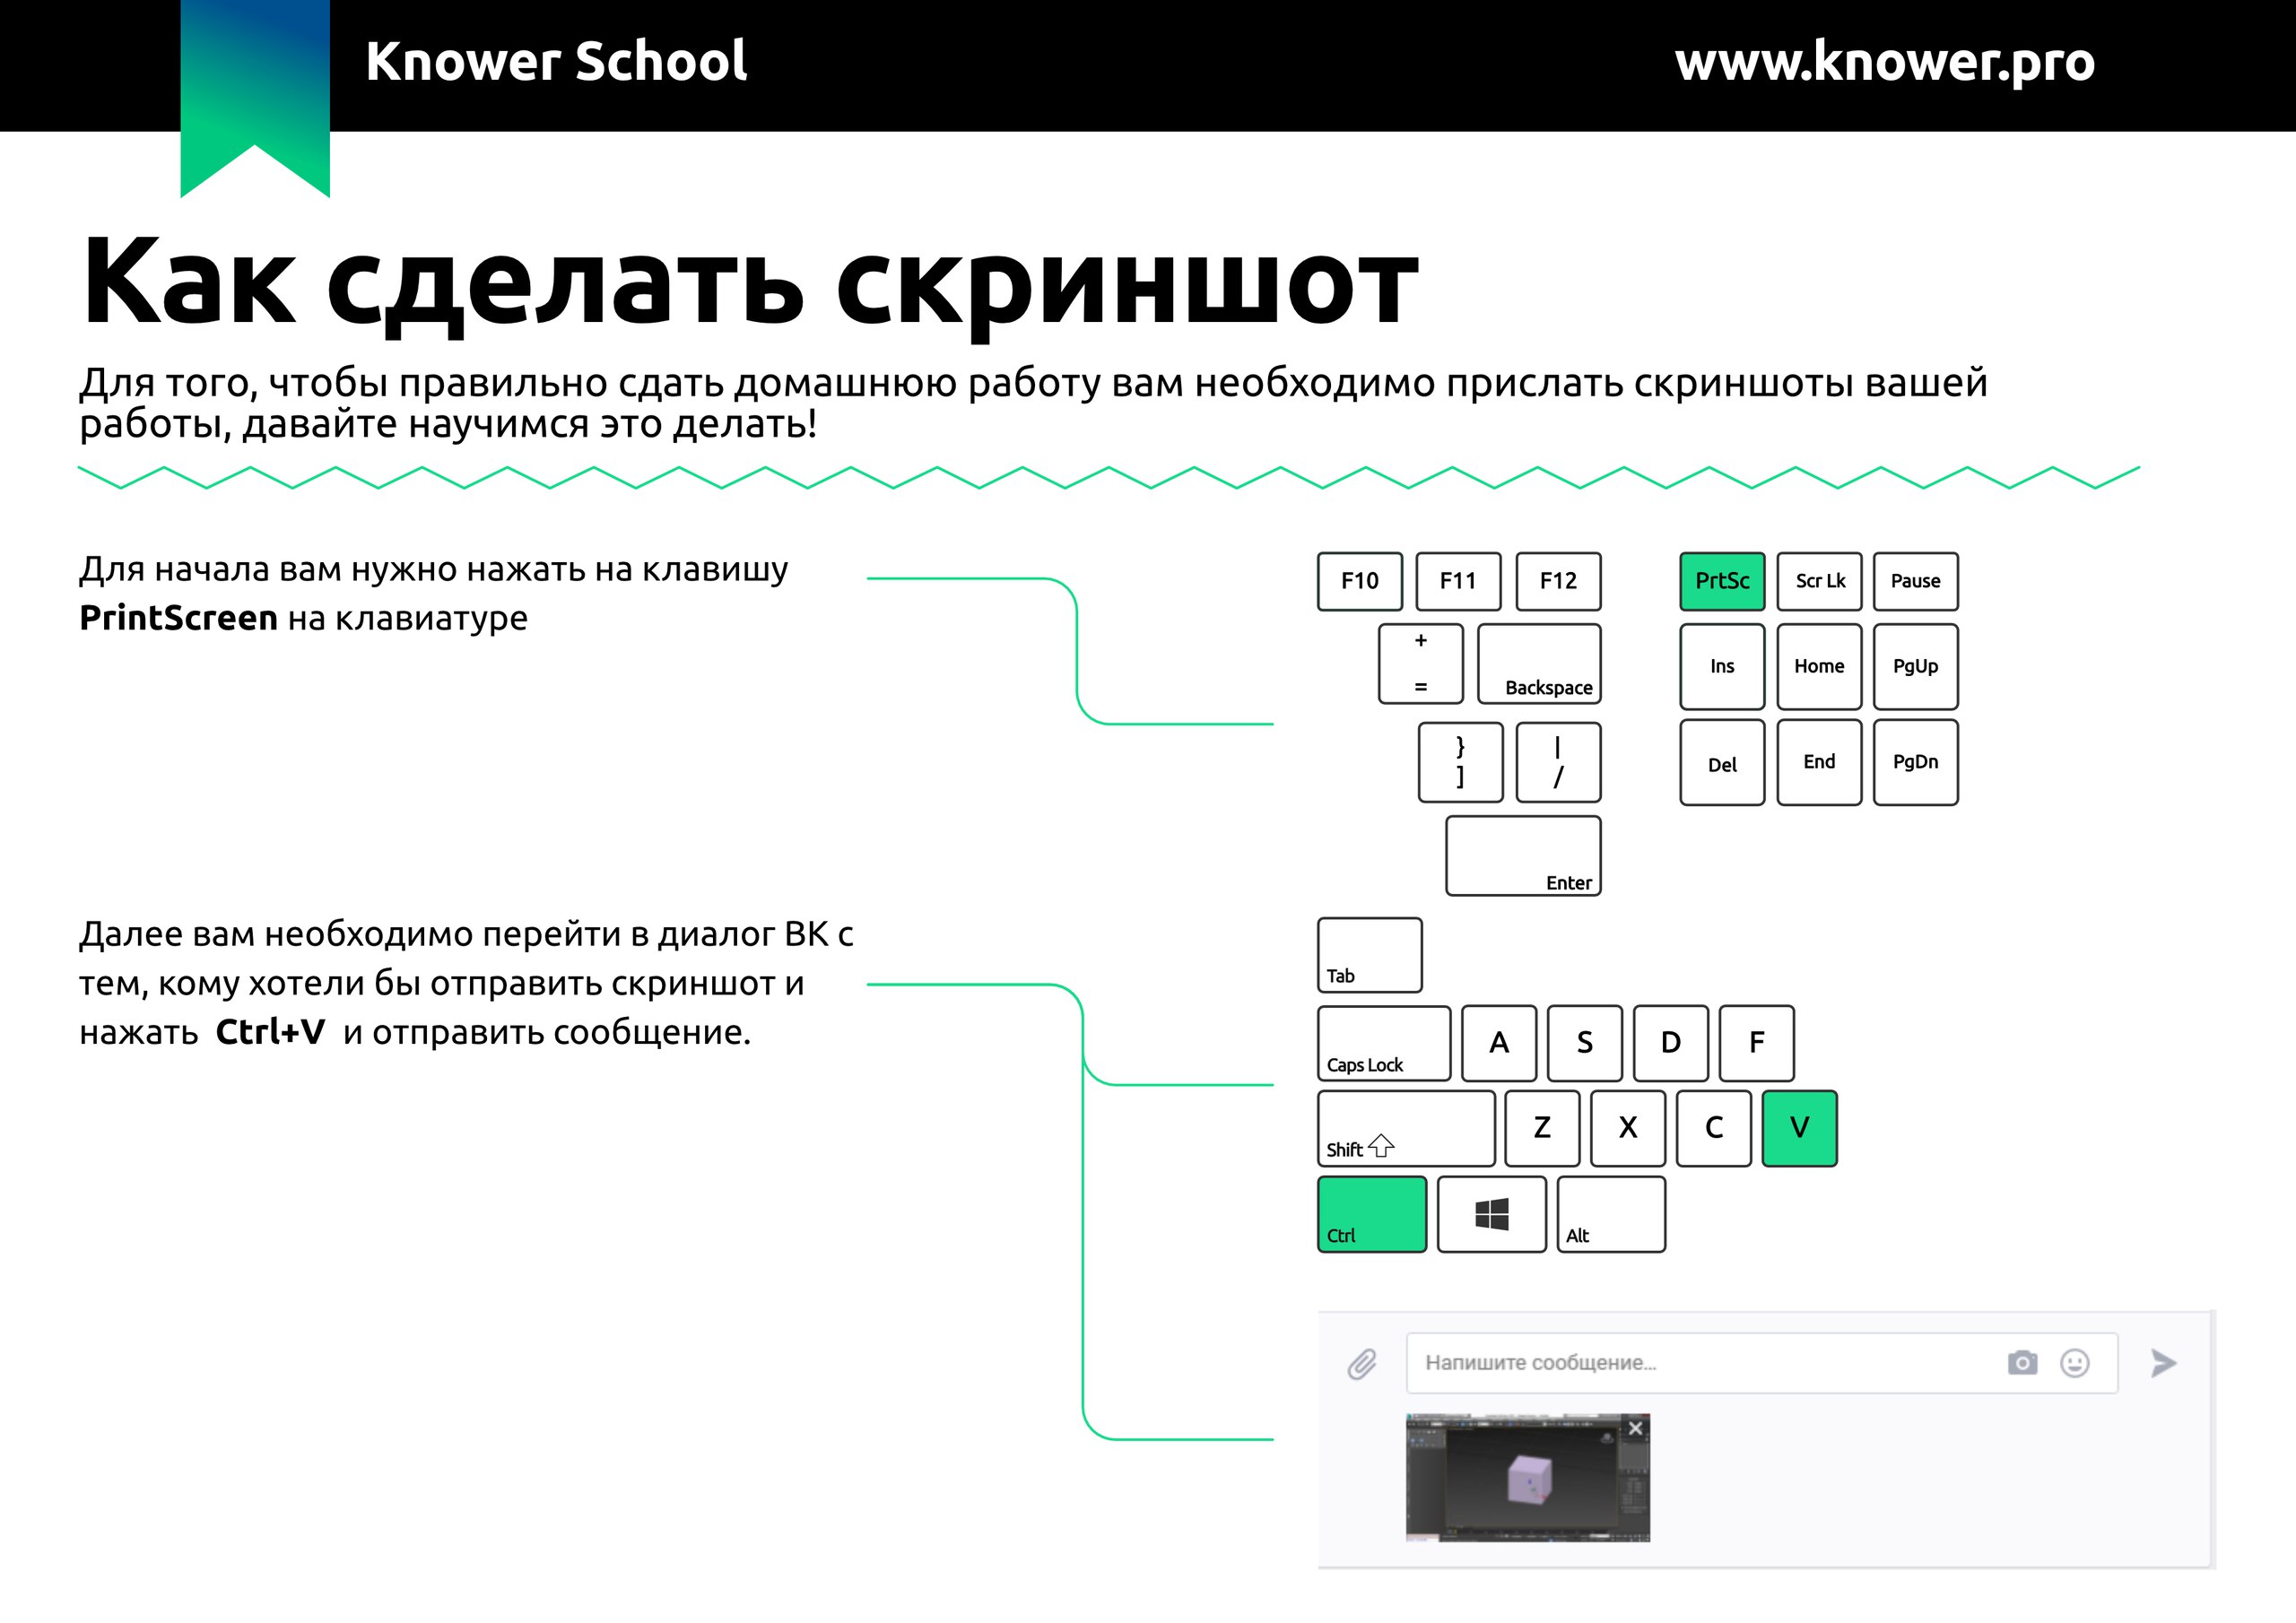 Knower School
www.knower.pro
Как сделать скриншот
Для того, чтобы правильно сдать домашнюю работу вам необходимо прислать скриншоты вашей
работы, давайте научимся это делать!
Для начала вам нужно нажать на клавишу
PrintScreen на клавиатуре
F10 F11 F12 PrtSc Scr Lk Pause
+
=
Backspace
Ins Home PgUp
}
]
|
/
Del End PgDn
Enter
Далее вам необходимо перейти в диалог ВК с
тем, кому хотели бы отправить скриншот и
нажать Ctrl+V и отправить сообщение.
Tab
Caps Lock A S D F
Shift Z X C V
Ctrl Alt
Напишите сообщение...